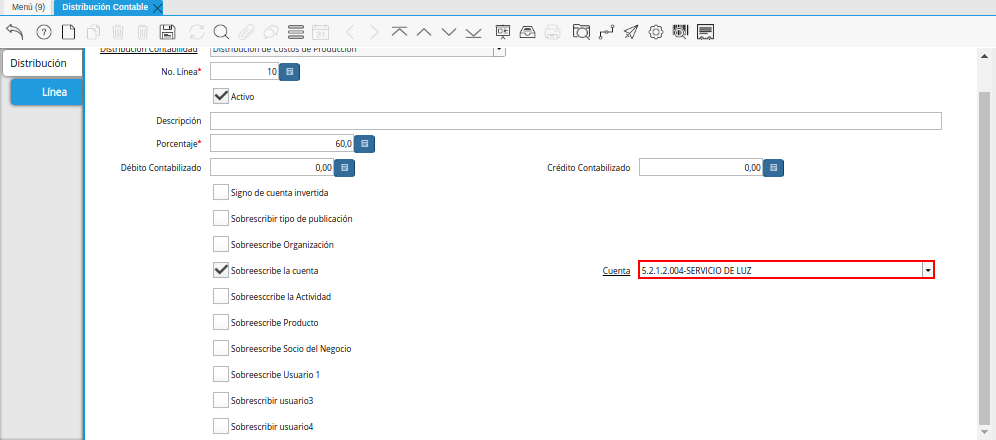 Menú (9)
Distribución Contable
Distribución
Línea
Distribución Contabilidad
Distribución de Costos de Producción
No. Línea*
10
Activo
Descripción
Porcentaje*
60,0
Débito Contabilizado
0,00
Crédito Contabilizado
0,00
Signo de cuenta invertida
Sobrescribir tipo de publicación
Sobreescribe Organización
Sobreescribe la cuenta
Cuenta
5.2.1.2.004-SERVICIO DE LUZ
Sobreesccribe la Actividad
Sobreescribe Producto
Sobreescribe Socio del Negocio
Sobreescribe Usuario 1
Sobrescribir usuario3
Sobrescribir usuario4